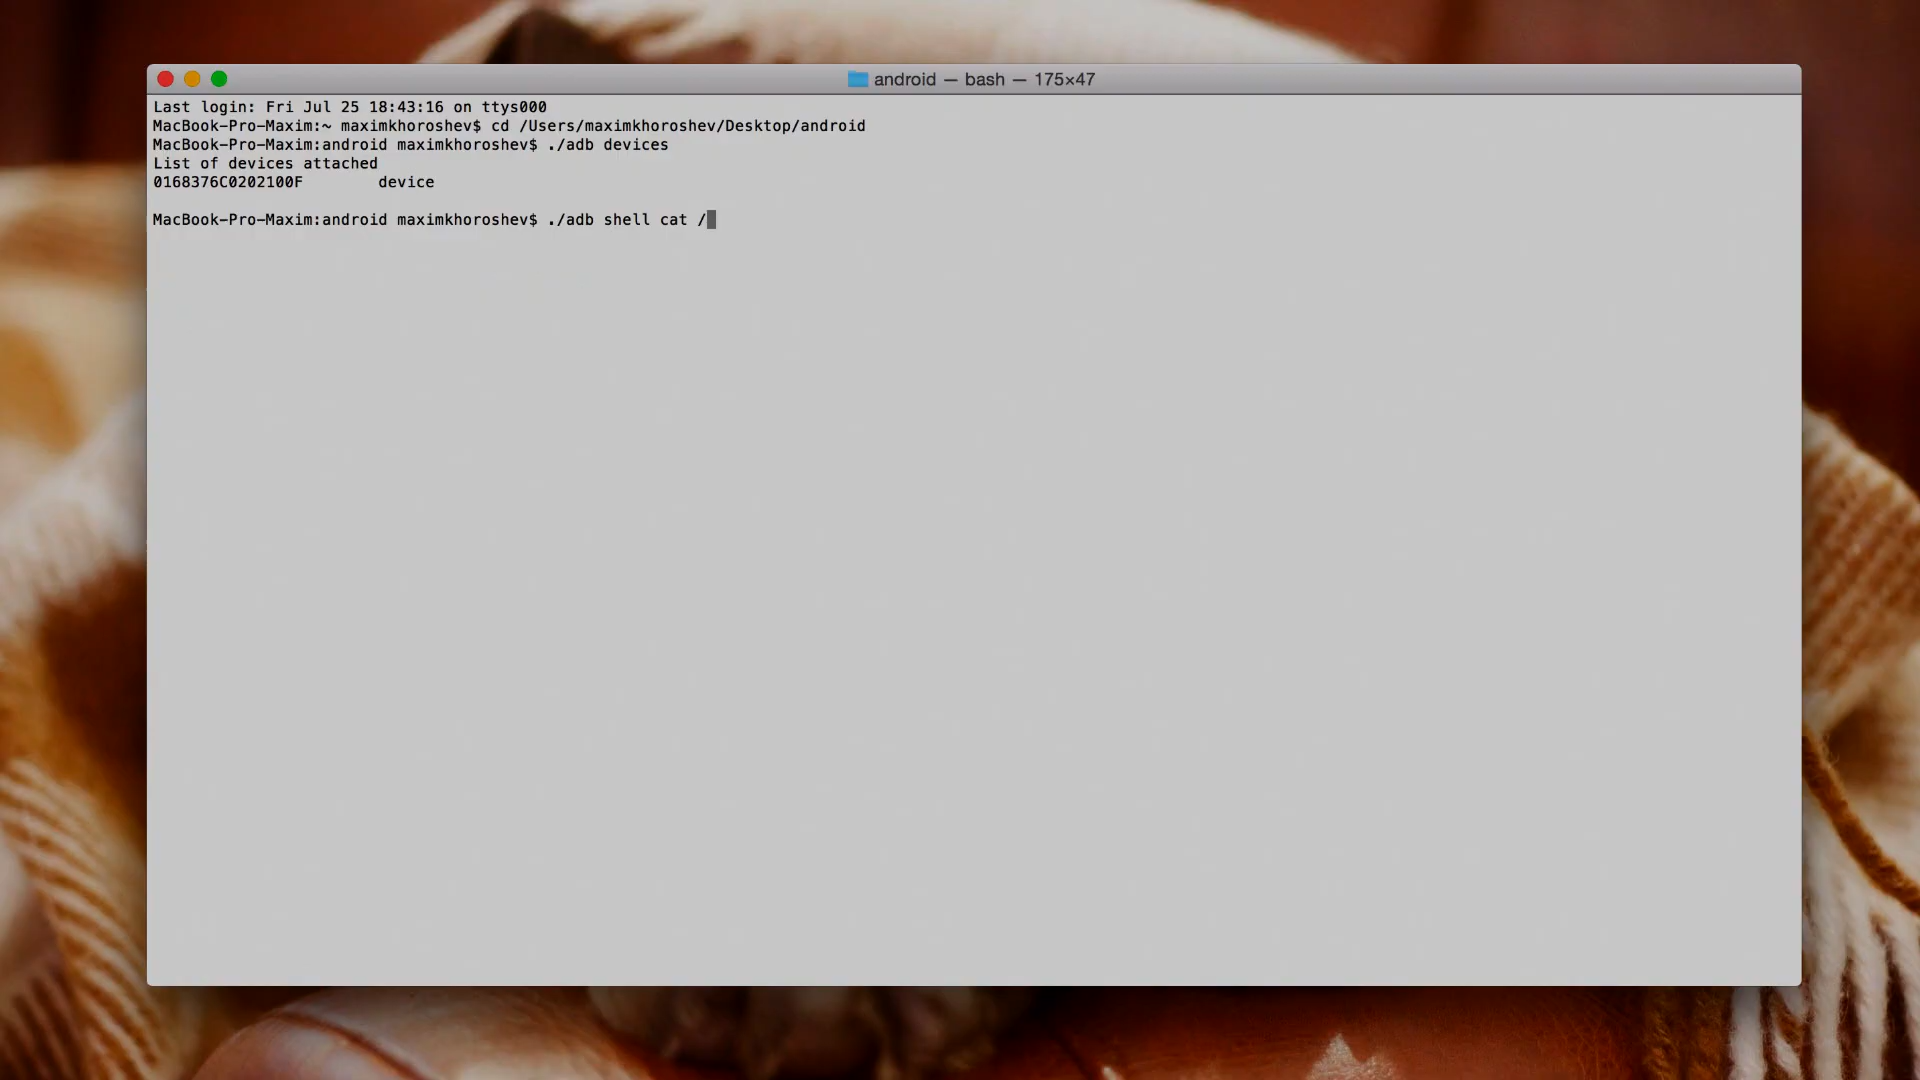 android — bash — 175×47
Last login: Fri Jul 25 18:43:16 on ttys000
MacBook-Pro-Maxim:~ maximkhoroshev$ cd /Users/maximkhoroshev/Desktop/android
MacBook-Pro-Maxim:android maximkhoroshev$ ./adb devices
List of devices attached
0168376C0202100F        device
MacBook-Pro-Maxim:android maximkhoroshev$ ./adb shell cat /